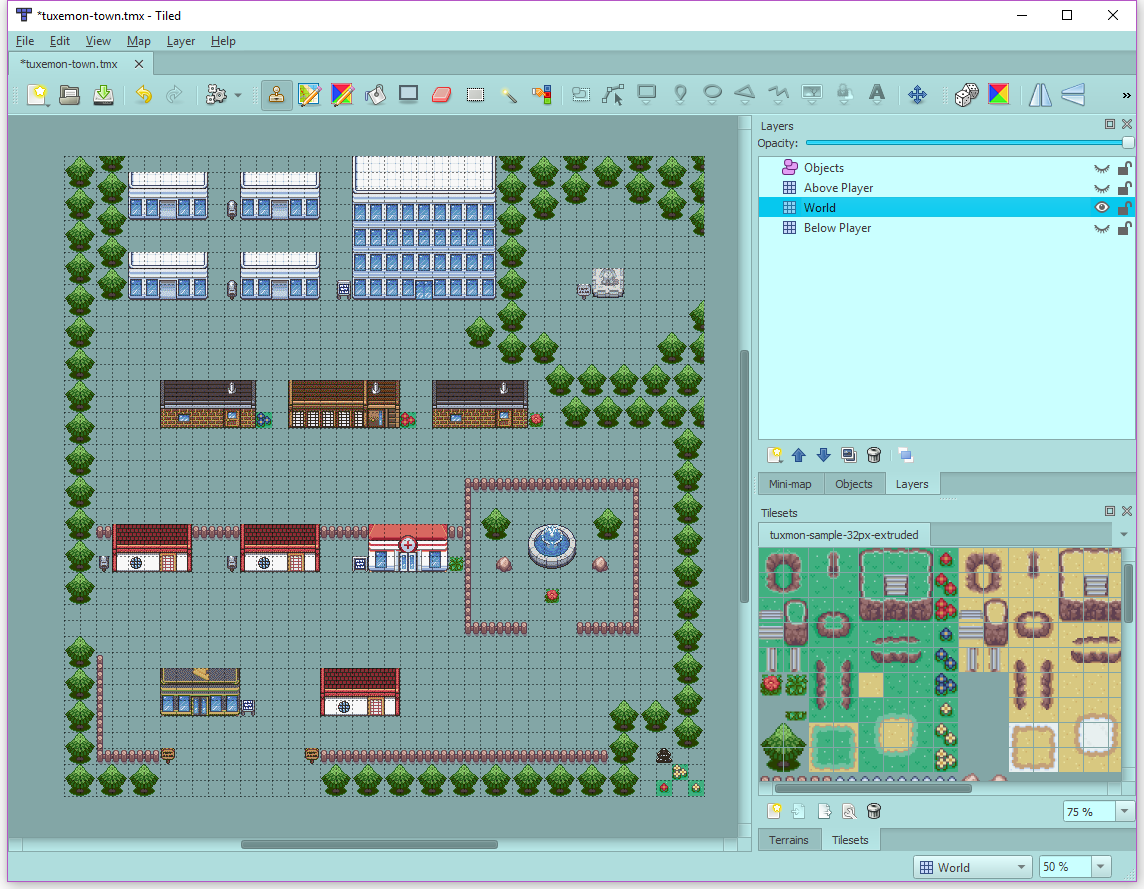 *tuxemon-town.tmx - Tiled
File Edit View Map Layer Help
*tuxemon-town.tmx
Layers
Opacity:
Objects
Above Player
World
Below Player
Mini-map Objects Layers
Tilesets
tuxmon-sample-32px-extruded
75 %
Terrains Tilesets
World 50 %